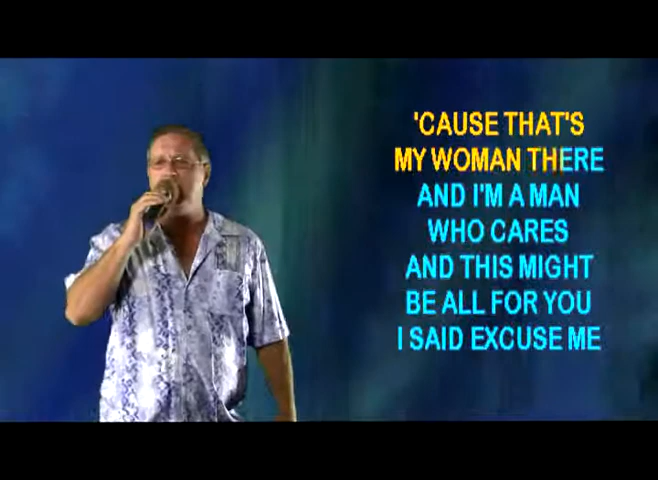 'CAUSE THAT'S
MY WOMAN THERE
AND I'M A MAN
WHO CARES
AND THIS MIGHT
BE ALL FOR YOU
I SAID EXCUSE ME